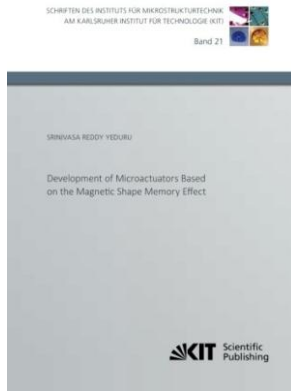 SCHRIFTEN DES INSTITUTS FÜR MIKROSTRUKTURTECHNIK
AM KARLSRUHER INSTITUT FÜR TECHNOLOGIE (KIT)
Band 21
SRINIVASA REDDY YEDURU
Development of Microactuators Based
on the Magnetic Shape Memory Effect
KIT Scientific
Publishing